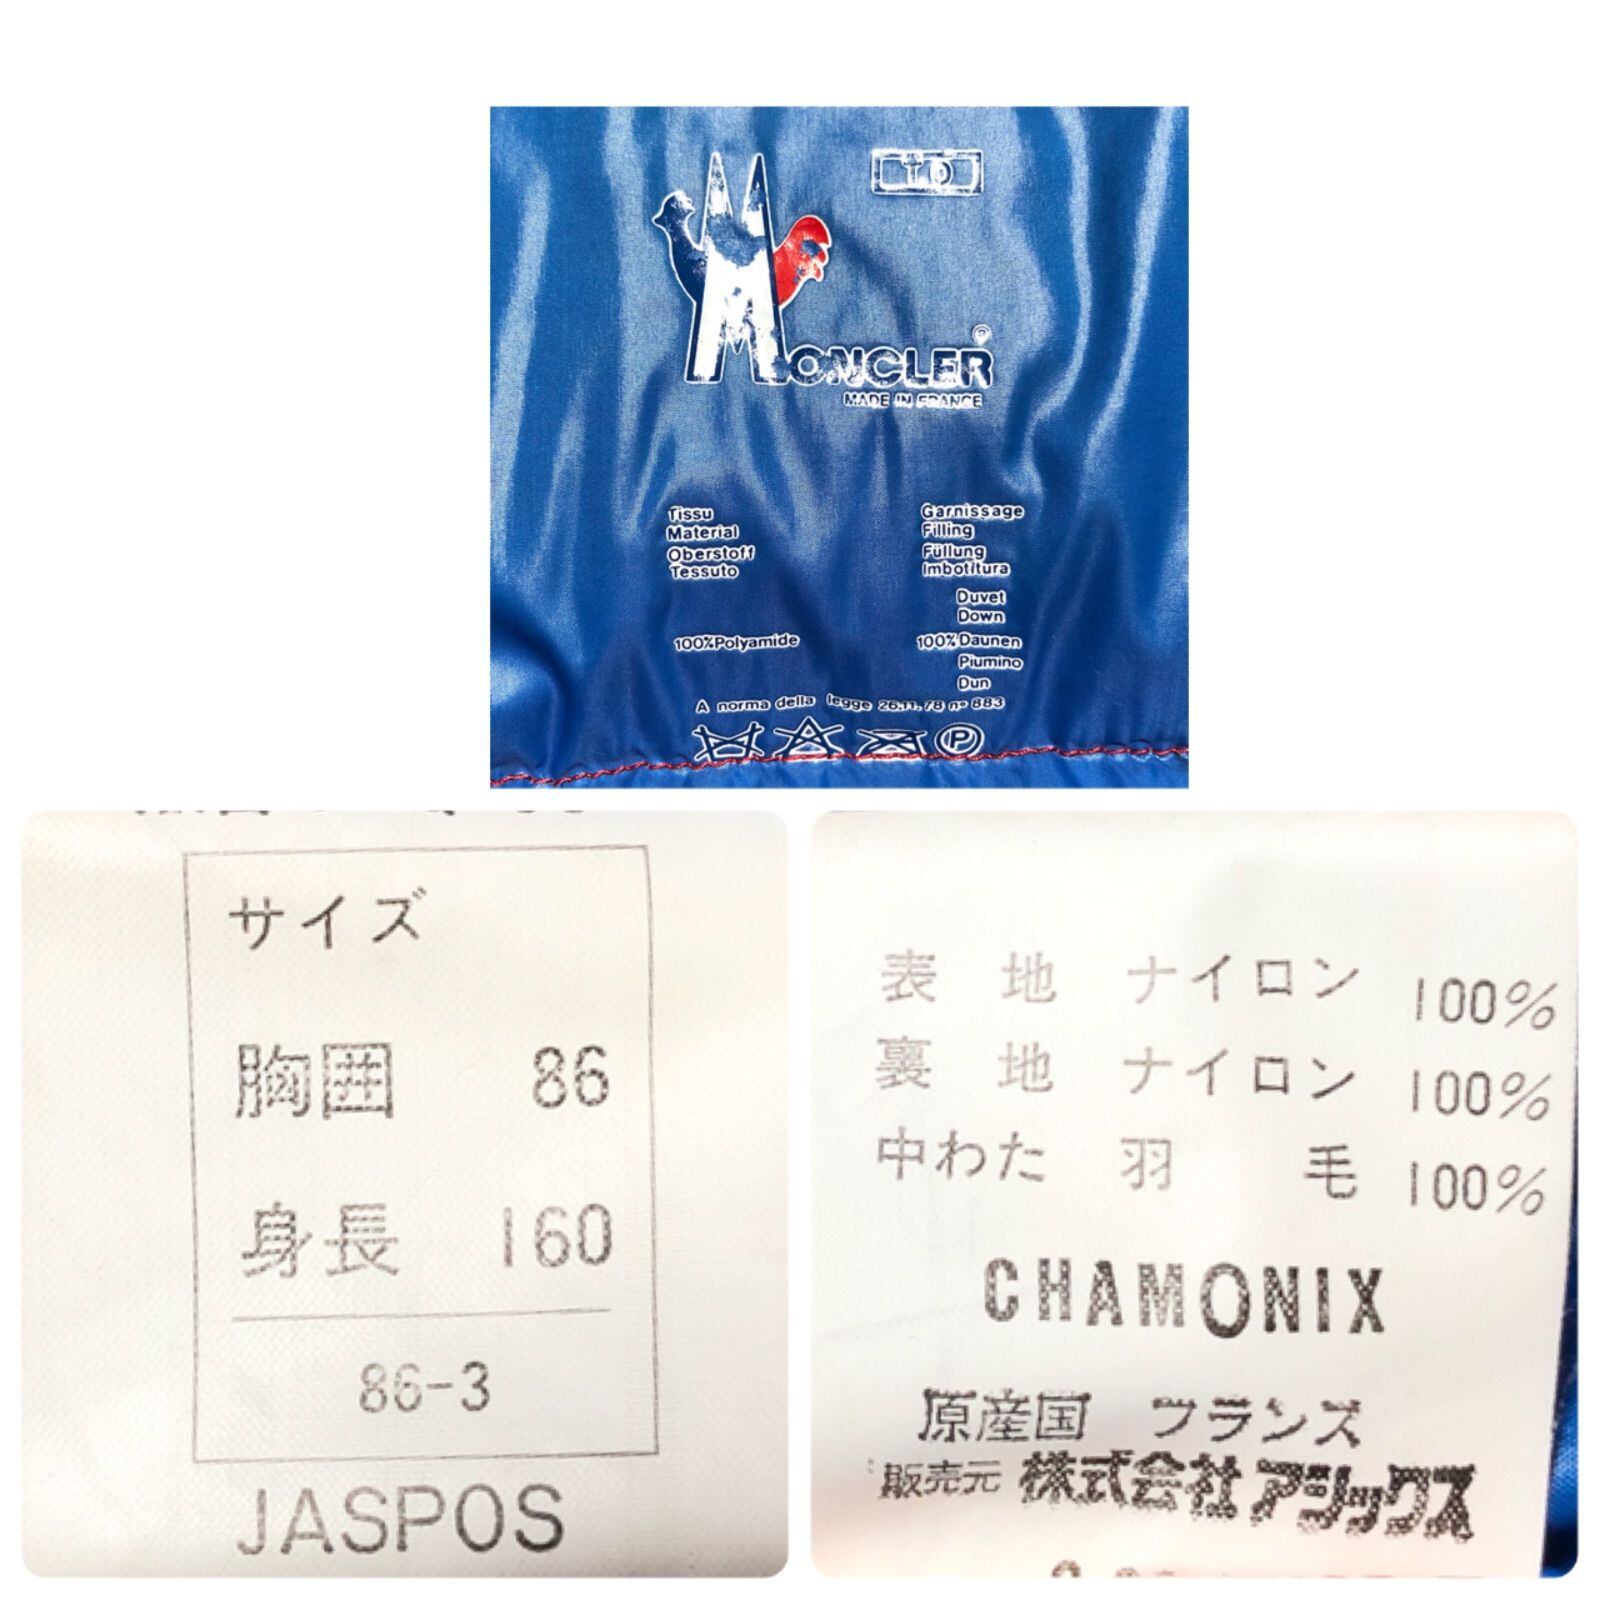 TO
MONCLER
MADE IN FRANCE
Tissu
Material
Oberstoff
Tessuto
100%Polyamide
Garnissage
Filling
Füllung
Imbotitura
Duvet
Down
100%Daunen
Piumino
Dun
A norma della legge 26.11.78 nº 883
P
サイズ
胸囲 86
身長 160
86-3
JASPOS
表地 ナイロン 100%
裏地 ナイロン 100%
中わた 羽毛 100%
CHAMONIX
原産国 フランス
販売元 株式会社アシックス